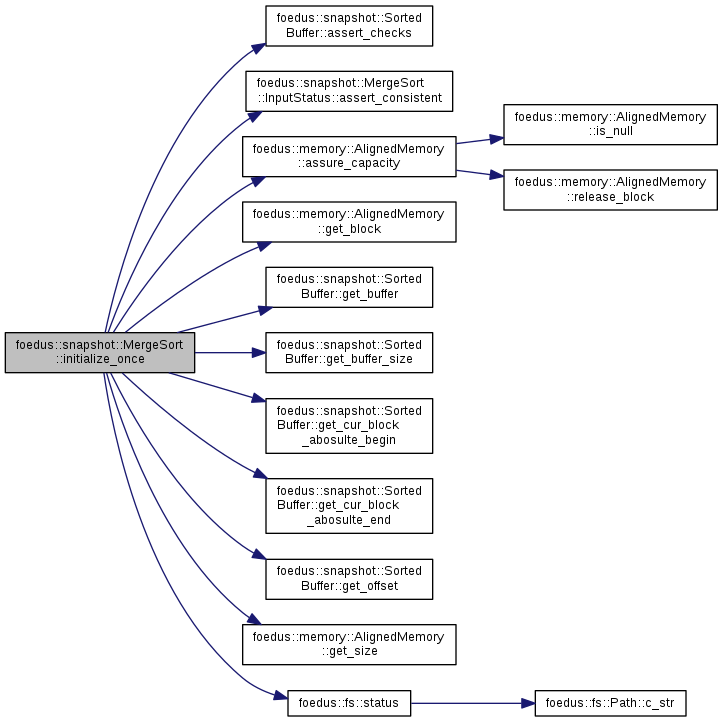 foedus::snapshot::Sorted
Buffer::assert_checks
foedus::snapshot::MergeSort
::InputStatus::assert_consistent
foedus::memory::AlignedMemory
::is_null
foedus::memory::AlignedMemory
::assure_capacity
foedus::memory::AlignedMemory
::release_block
foedus::memory::AlignedMemory
::get_block
foedus::snapshot::Sorted
Buffer::get_buffer
foedus::snapshot::MergeSort
::initialize_once
foedus::snapshot::Sorted
Buffer::get_buffer_size
foedus::snapshot::Sorted
Buffer::get_cur_block
_abosulte_begin
foedus::snapshot::Sorted
Buffer::get_cur_block
_abosulte_end
foedus::snapshot::Sorted
Buffer::get_offset
foedus::memory::AlignedMemory
::get_size
foedus::fs::status
foedus::fs::Path::c_str